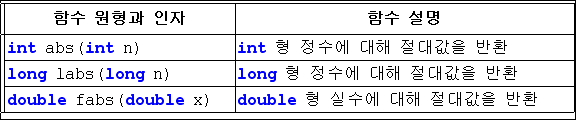 함수 원형과 인자 함수 설명
int abs(int n) int 형 정수에 대해 절대값을 반환
long labs(long n) long 형 정수에 대해 절대값을 반환
double fabs(double x) double 형 실수에 대해 절대값을 반환